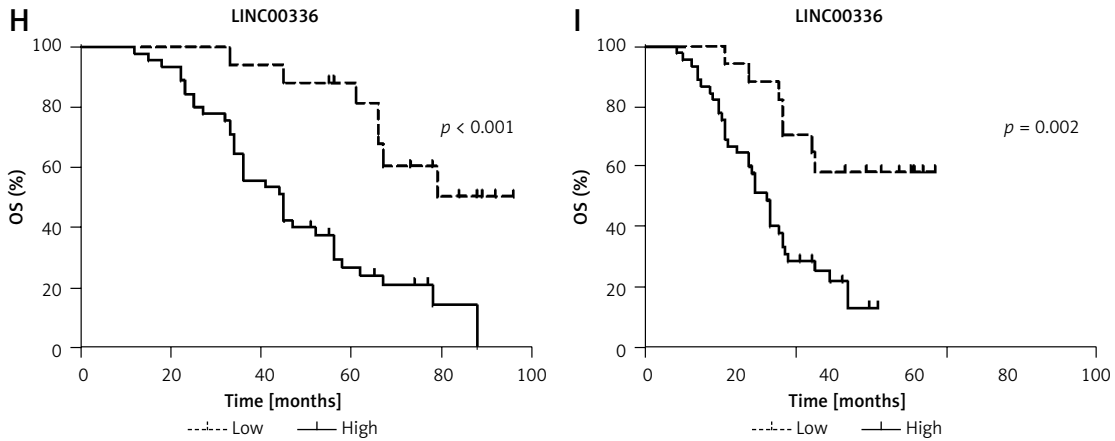 H
LINC00336
100
80
60
40
20
0
OS (%)
p < 0.001
0 20 40 60 80 100
Time [months]
Low High
I
LINC00336
100
80
60
40
20
0
OS (%)
p = 0.002
0 20 40 60 100
Time [months]
Low High